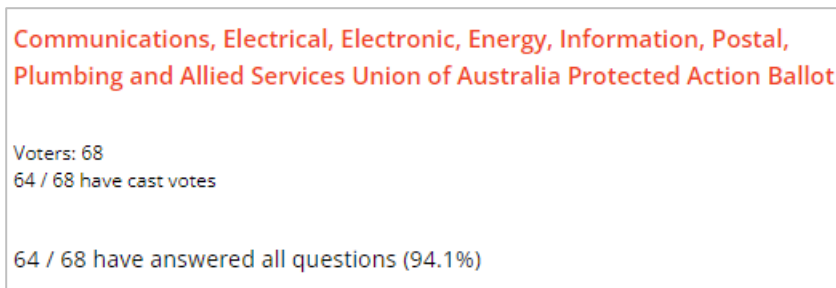 Communications, Electrical, Electronic, Energy, Information, Postal,
Plumbing and Allied Services Union of Australia Protected Action Ballot
Voters: 68
64 / 68 have cast votes
64 / 68 have answered all questions (94.1%)